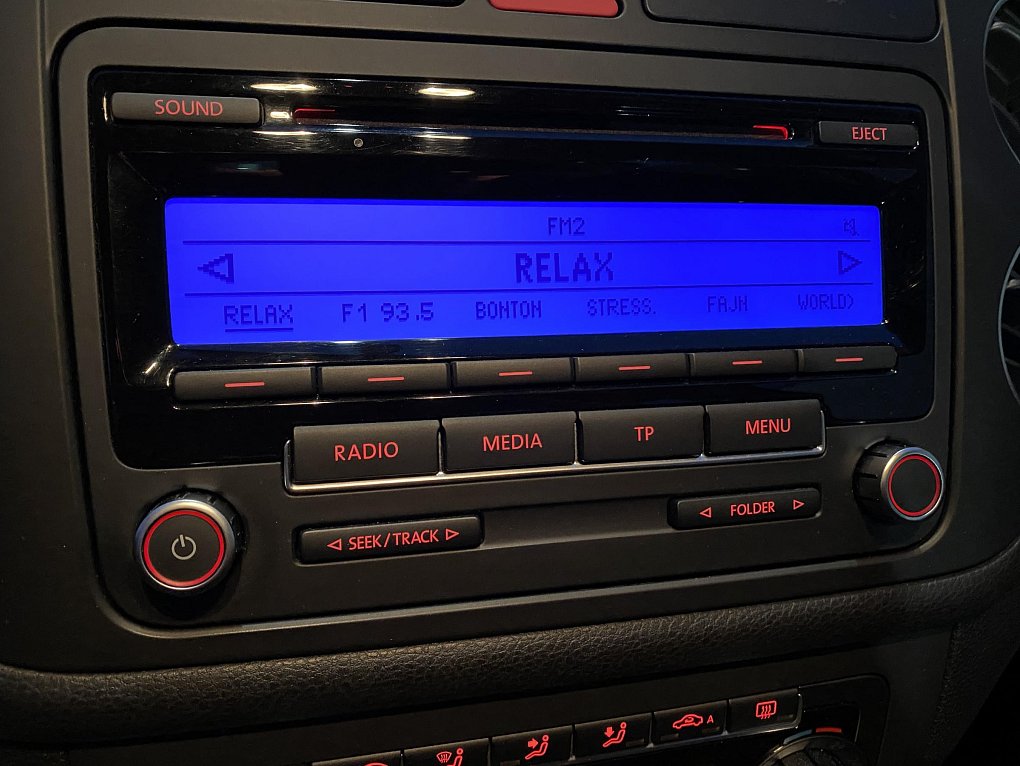 SOUND
EJECT
FM2
RELAX
RELAX F1 93.5 BONTON STRESS. FAJN WORLD)
RADIO MEDIA TP MENU
SEEK/TRACK
FOLDER
A